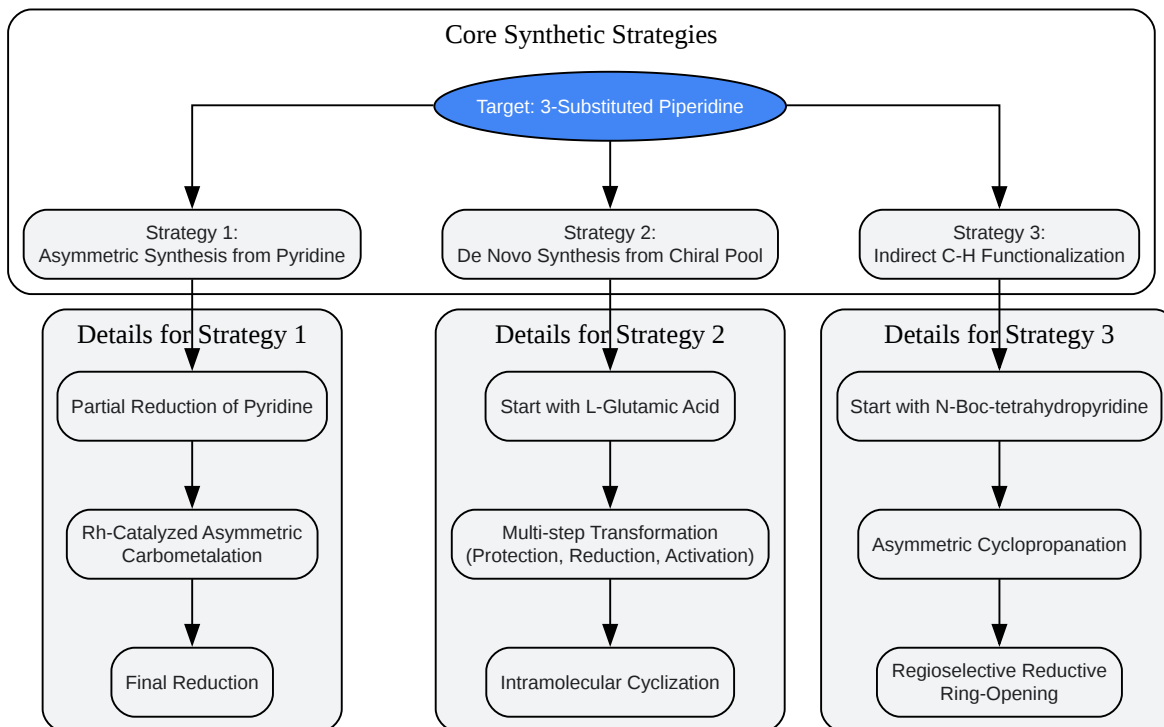 Core Synthetic Strategies
Target: 3-Substituted Piperidine
Strategy 1:
Asymmetric Synthesis from Pyridine
Strategy 2:
De Novo Synthesis from Chiral Pool
Strategy 3:
Indirect C-H Functionalization
Details for Strategy 1
Partial Reduction of Pyridine
Rh-Catalyzed Asymmetric
Carbometalation
Final Reduction
Details for Strategy 2
Start with L-Glutamic Acid
Multi-step Transformation
(Protection, Reduction, Activation)
Intramolecular Cyclization
Details for Strategy 3
Start with N-Boc-tetrahydropyridine
Asymmetric Cyclopropanation
Regioselective Reductive
Ring-Opening